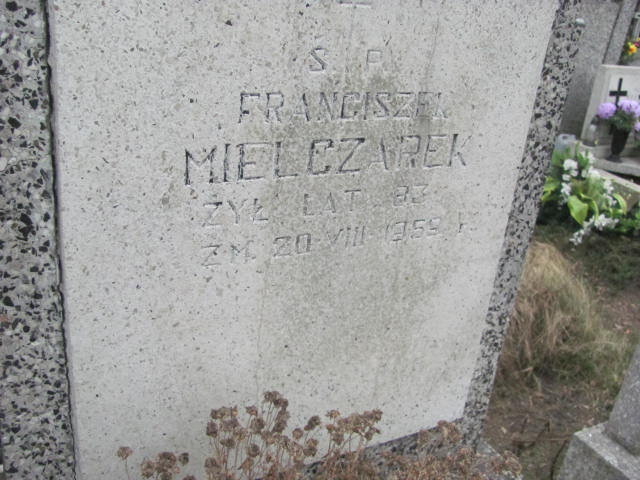 Ś P
FRANCISZEK
MIELCZAREK
ŻYŁ LAT 83
ZM. 20 VIII 1959 r.